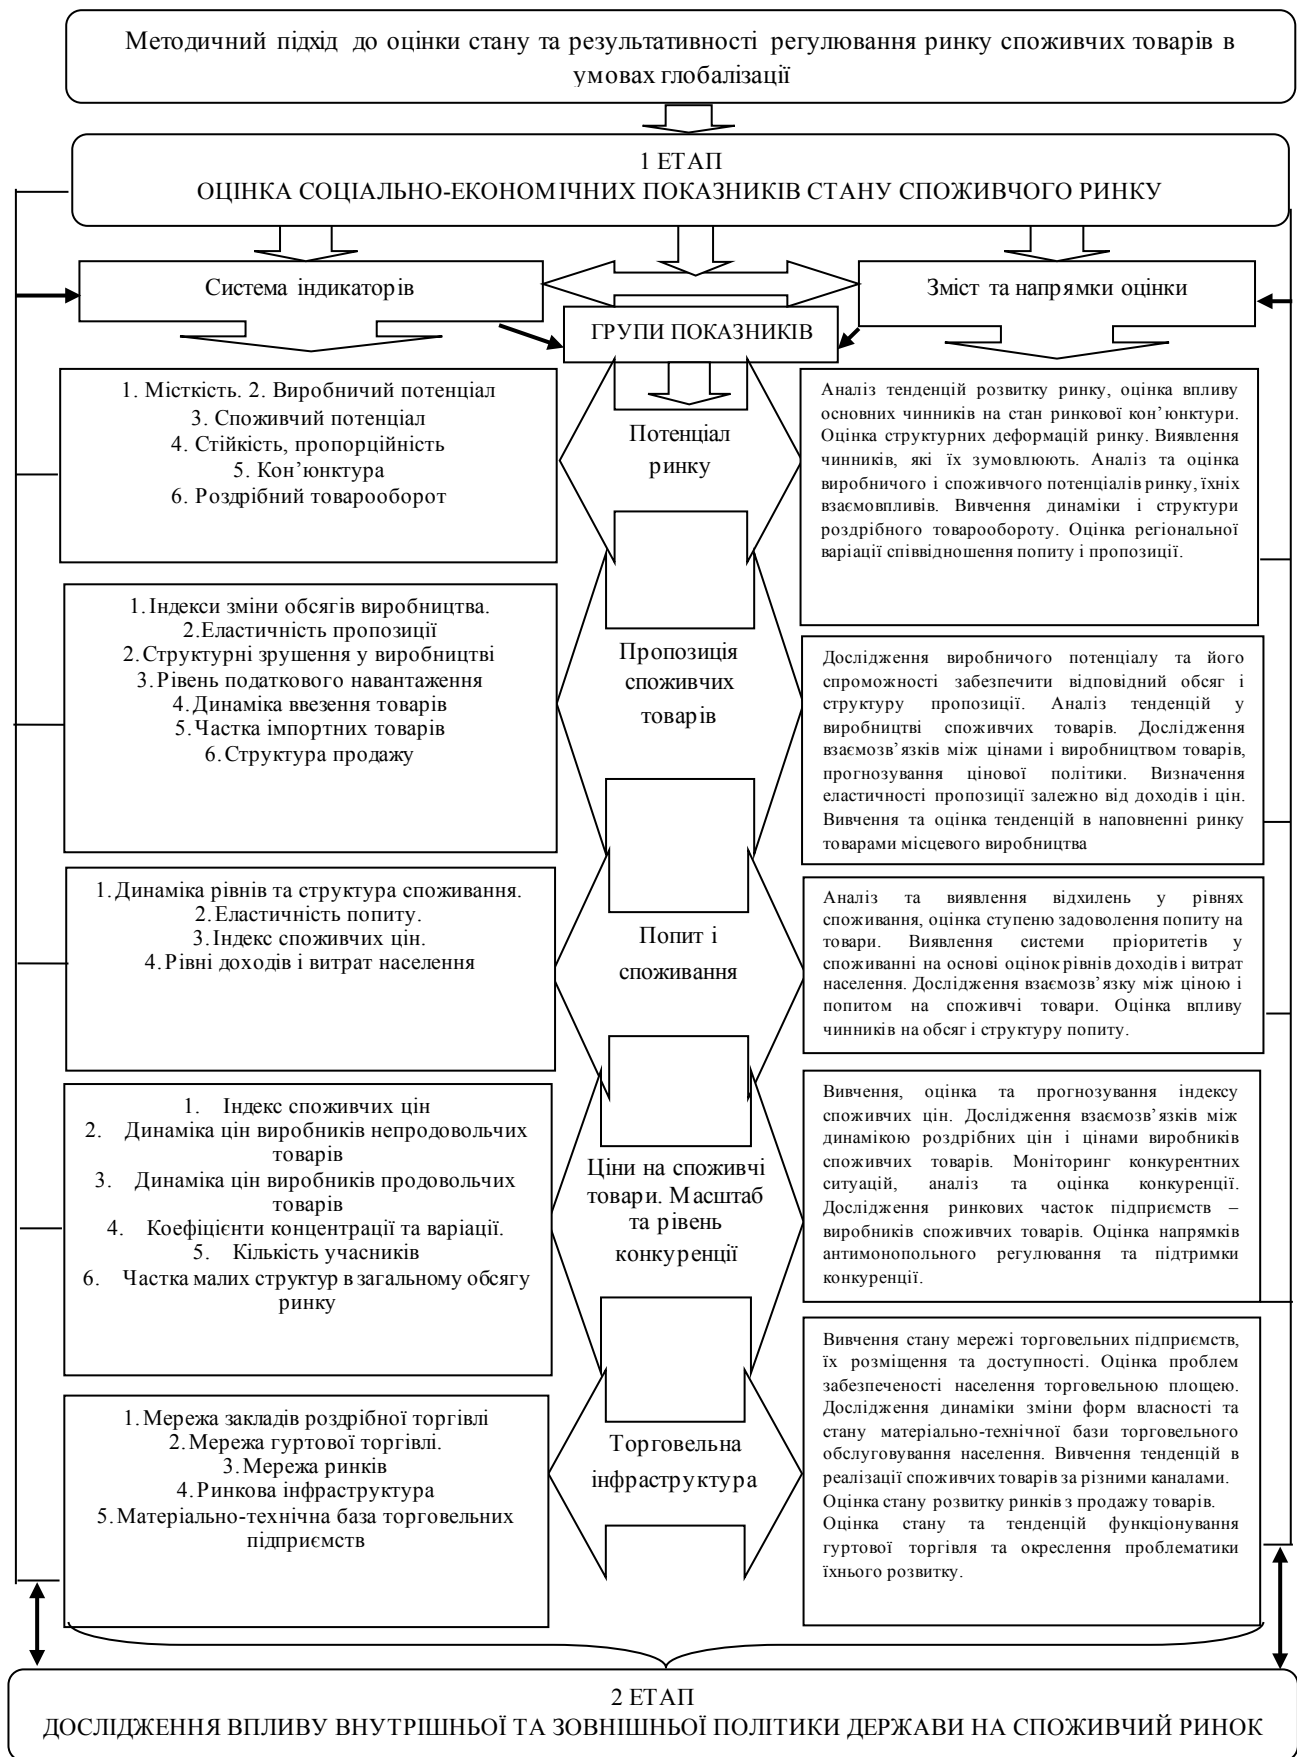 Методичний підхід до оцінки стану та результативності регулювання ринку споживчих товарів в
умовах глобалізації
1 ЕТАП
ОЦІНКА СОЦІАЛЬНО-ЕКОНОМІЧНИХ ПОКАЗНИКІВ СТАНУ СПОЖИВЧОГО РИНКУ
Система індикаторів
Зміст та напрямки оцінки
ГРУПИ ПОКАЗНИКІВ
1. Місткість. 2. Виробничий потенціал
3. Споживчий потенціал
4. Стійкість, пропорційність
5. Кон’юнктура
6. Роздрібний товарооборот
Потенціал
ринку
Аналіз тенденцій розвитку ринку, оцінка впливу
основних чинників на стан ринкової кон’юнктури.
Оцінка структурних деформацій ринку. Виявлення
чинників, які їх зумовлюють. Аналіз та оцінка
виробничого і споживчого потенціалів ринку, їхніх
взаємовпливів. Вивчення динаміки і структури
роздрібного товарообороту. Оцінка регіональної
варіації співвідношення попиту і пропозиції.
1. Індекси зміни обсягів виробництва.
2. Еластичність пропозиції
2. Структурні зрушення у виробництві
3. Рівень податкового навантаження
4. Динаміка ввезення товарів
5. Частка імпортних товарів
6. Структура продажу
Пропозиція
споживчих
товарів
Дослідження виробничого потенціалу та його
спроможності забезпечити відповідний обсяг і
структуру пропозиції. Аналіз тенденцій у
виробництві споживчих товарів. Дослідження
взаємозв’язків між цінами і виробництвом товарів,
прогнозування цінової політики. Визначення
еластичності пропозиції залежно від доходів і цін.
Вивчення та оцінка тенденцій в наповненні ринку
товарами місцевого виробництва
1. Динаміка рівнів та структура споживання.
2. Еластичність попиту.
3. Індекс споживчих цін.
4. Рівні доходів і витрат населення
Попит і
споживання
Аналіз та виявлення відхилень у рівнях
споживання, оцінка ступеню задоволення попиту на
товари. Виявлення системи пріоритетів у
споживанні на основі оцінок рівнів доходів і витрат
населення. Дослідження взаємозв’язку між ціною і
попитом на споживчі товари. Оцінка впливу
чинників на обсяг і структуру попиту.
1. Індекс споживчих цін
2. Динаміка цін виробників непродовольчих
товарів
3. Динаміка цін виробників продовольчих
товарів
4. Коефіцієнти концентрації та варіації.
5. Кількість учасників
6. Частка малих структур в загальному обсягу
ринку
Ціни на споживчі
товари. Масштаб
та рівень
конкуренції
Вивчення, оцінка та прогнозування індексу
споживчих цін. Дослідження взаємозв’язків між
динамікою роздрібних цін і цінами виробників
споживчих товарів. Моніторинг конкурентних
ситуацій, аналіз та оцінка конкуренції.
Дослідження ринкових часток підприємств –
виробників споживчих товарів. Оцінка напрямків
антимонопольного регулювання та підтримки
конкуренції.
1. Мережа закладів роздрібної торгівлі
2. Мережа гуртової торгівлі.
3. Мережа ринків
4. Ринкова інфраструктура
5. Матеріально-технічна база торговельних
підприємств
Торговельна
інфраструктура
Вивчення стану мережі торговельних підприємств,
їх розміщення та доступності. Оцінка проблем
забезпеченості населення торговельною площею.
Дослідження динаміки зміни форм власності та
стану матеріально-технічної бази торговельного
обслуговування населення. Вивчення тенденцій в
реалізації споживчих товарів за різними каналами.
Оцінка стану розвитку ринків з продажу товарів.
Оцінка стану та тенденцій функціонування
гуртової торгівля та окреслення проблематики
їхнього розвитку.
2 ЕТАП
ДОСЛІДЖЕННЯ ВПЛИВУ ВНУТРІШНЬОЇ ТА ЗОВНІШНЬОЇ ПОЛІТИКИ ДЕРЖАВИ НА СПОЖИВЧИЙ РИНОК